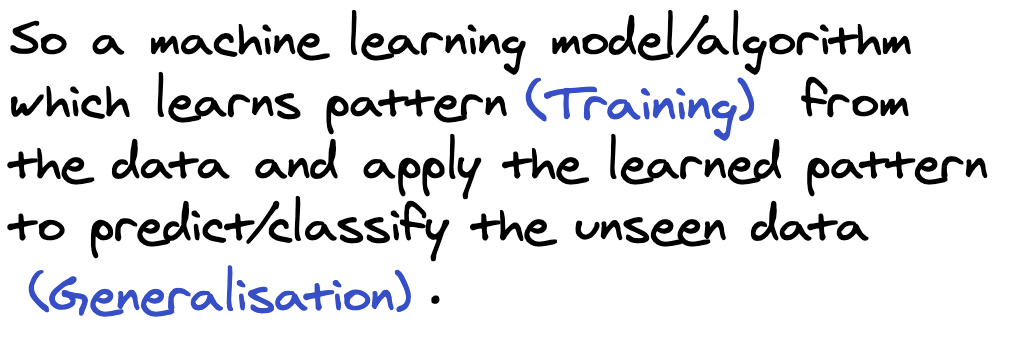 So a machine learning model/algorithm
which learns pattern (Training) from
the data and apply the learned pattern
to predict/classify the unseen data
(Generalisation).